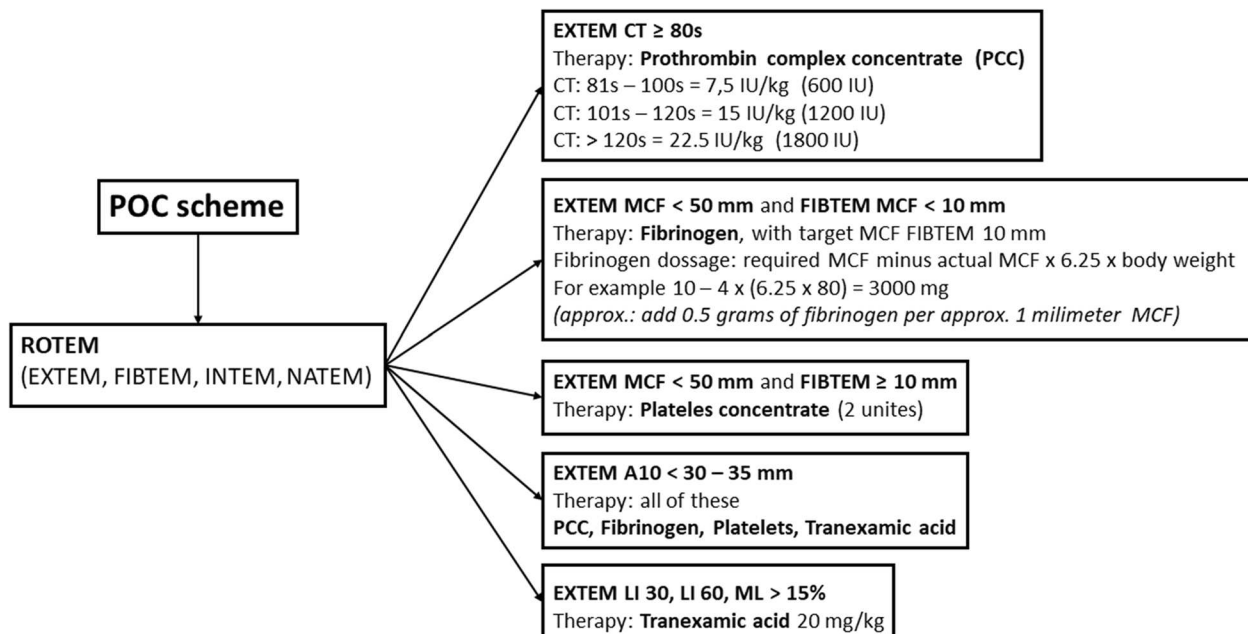 POC scheme
ROTEM
(EXTEM, FIBTEM, INTEM, NATEM)
EXTEM CT ≥ 80s
Therapy: Prothrombin complex concentrate (PCC)
CT: 81s – 100s = 7,5 IU/kg (600 IU)
CT: 101s – 120s = 15 IU/kg (1200 IU)
CT: > 120s = 22.5 IU/kg (1800 IU)
EXTEM MCF < 50 mm and FIBTEM MCF < 10 mm
Therapy: Fibrinogen, with target MCF FIBTEM 10 mm
Fibrinogen dossage: required MCF minus actual MCF x 6.25 x body weight
For example 10 – 4 x (6.25 x 80) = 3000 mg
(approx.: add 0.5 grams of fibrinogen per approx. 1 milimeter MCF)
EXTEM MCF < 50 mm and FIBTEM ≥ 10 mm
Therapy: Plateles concentrate (2 unites)
EXTEM A10 < 30 – 35 mm
Therapy: all of these
PCC, Fibrinogen, Platelets, Tranexamic acid
EXTEM LI 30, LI 60, ML > 15%
Therapy: Tranexamic acid 20 mg/kg